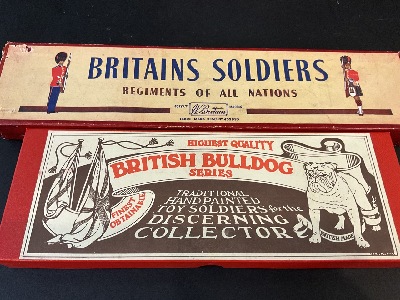 BRITAINS SOLDIERS
REGIMENTS OF ALL NATIONS
HIGHEST QUALITY
BRITISH BULLDOG
SERIES
FINEST
OBTAINABLE
TRADITIONAL
HAND PAINTED
TOY SOLDIERS for the
DISCERNING
COLLECTOR
BRITISH MADE